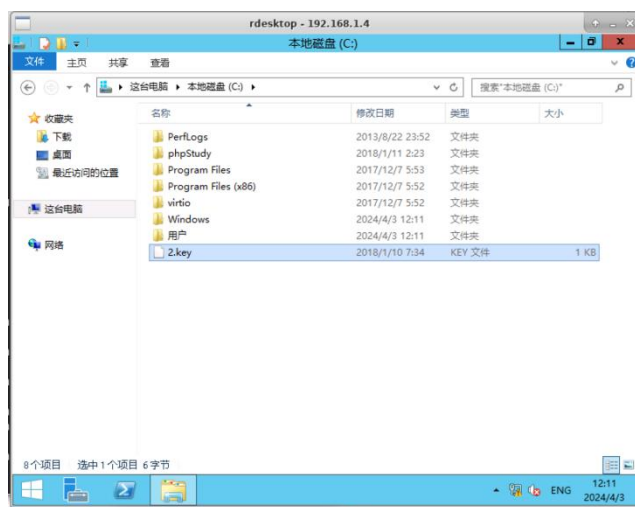 rdesktop - 192.168.1.4
本地磁盘 (C:)
文件 主页 共享 查看
这台电脑 本地磁盘 (C:) 搜索"本地磁盘 (C:)"
名称 修改日期 类型 大小
收藏夹
下载
桌面
最近访问的位置
这台电脑
网络
PerfLogs 2013/8/22 23:52 文件夹
phpStudy 2018/1/11 2:23 文件夹
Program Files 2017/12/7 5:53 文件夹
Program Files (x86) 2017/12/7 5:52 文件夹
virtio 2017/12/7 5:52 文件夹
Windows 2024/4/3 12:11 文件夹
用户 2024/4/3 12:11 文件夹
2.key 2018/1/10 7:34 KEY 文件 1 KB
8个项目 选中1个项目 6字节
ENG 12:11
2024/4/3